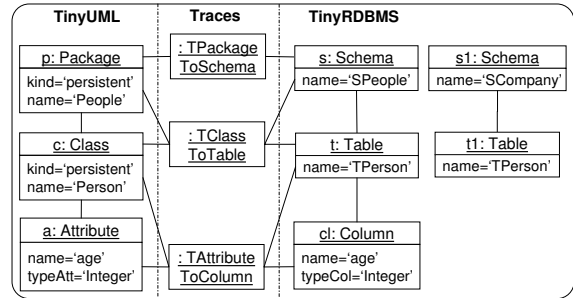 TinyUML
Traces
TinyRDBMS
p: Package
kind=‘persistent’
name=‘People’
: TPackage
ToSchema
s: Schema
name=‘SPeople’
s1: Schema
name=‘SCompany’
c: Class
kind=‘persistent’
name=‘Person’
: TClass
ToTable
t: Table
name=‘TPerson’
t1: Table
name=‘TPerson’
a: Attribute
name=‘age’
typeAtt=‘Integer’
: TAttribute
ToColumn
cl: Column
name=‘age’
typeCol=‘Integer’